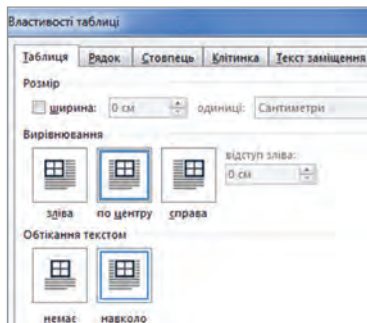 Властивості таблиці
Таблиця Рядок Стовпець Клітинка Текст заміщення
Розмір
ширина: 0 см одиниці: Сантиметри
Вирівнювання
відступ зліва:
0 см
зліва по центру справа
Обтікання текстом
немає навколо